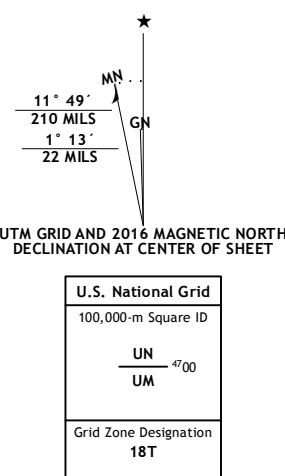 ★
MN
GN
11° 49´
210 MILS
1° 13´
22 MILS
UTM GRID AND 2016 MAGNETIC NORTH
DECLINATION AT CENTER OF SHEET
U.S. National Grid
100,000-m Square ID
UN
4700
UM
Grid Zone Designation
18T